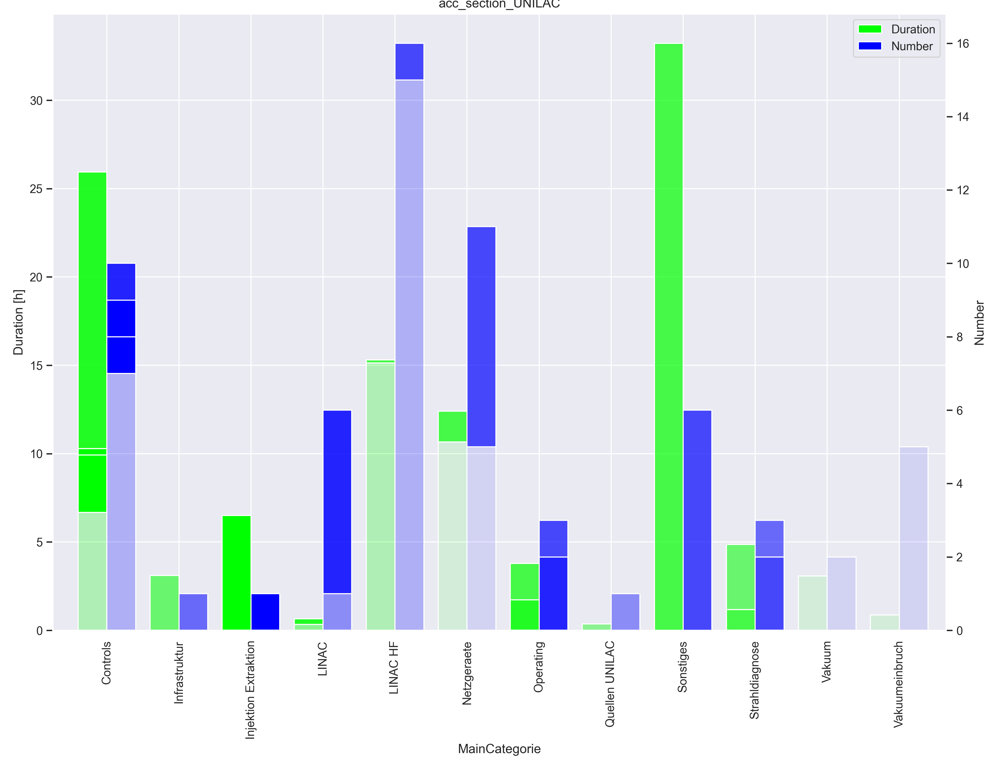 acc_section_UNILAC
Duration
Number
Duration [h]
30
25
20
15
10
5
0
16
14
12
10
8
6
4
2
0
Number
Controls
Infrastruktur
Injektion Extraktion
LINAC
LINAC HF
Netzgeraete
Operating
Quellen UNILAC
Sonstiges
Strahldiagnose
Vakuum
Vakuumeinbruch
MainCategorie